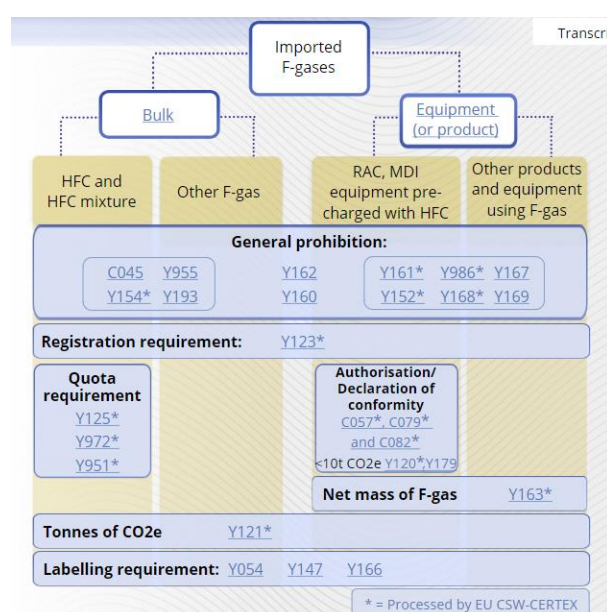 Transcri
Imported
F-gases
Bulk
Equipment
(or product)
HFC and
HFC mixture
Other F-gas
RAC, MDI
equipment pre-
charged with HFC
Other products
and equipment
using F-gas
General prohibition:
C045 Y955 Y162 Y161* Y986* Y167
Y154* Y193 Y160 Y152* Y168* Y169
Registration requirement: Y123*
Quota
requirement
Y125*
Y972*
Y951*
Authorisation/
Declaration of
conformity
C057*, C079*
and C082*
<10t CO2e Y120*,Y179
Net mass of F-gas Y163*
Tonnes of CO2e Y121*
Labelling requirement: Y054 Y147 Y166
* = Processed by EU CSW-CERTEX